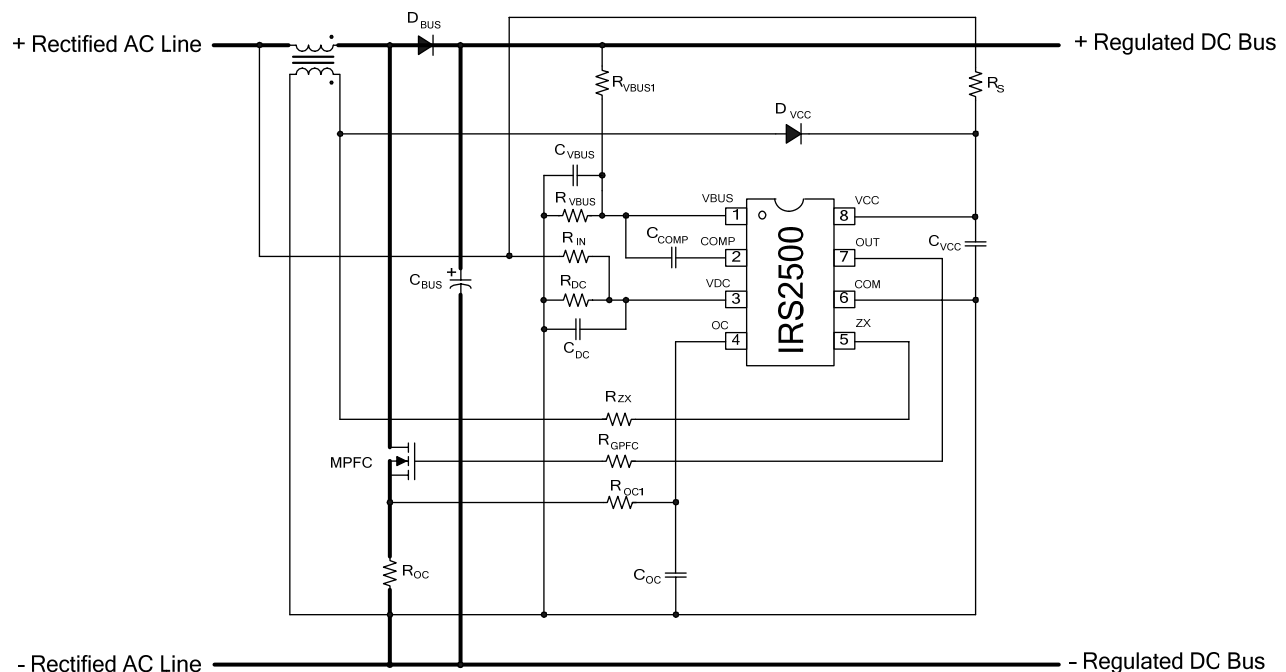 D BUS
+ Rectified AC Line
+ Regulated DC Bus
R VBUS1
R S
D VCC
C VBUS
R VBUS
VBUS
1
8
VCC
C COMP
COMP
2
7
OUT
C VCC
R IN
C BUS
+
R DC
VDC
3
6
COM
IRS2500
OC
4
5
ZX
C DC
R ZX
R GPFC
MPFC
R OC1
R OC
C OC
- Rectified AC Line
- Regulated DC Bus